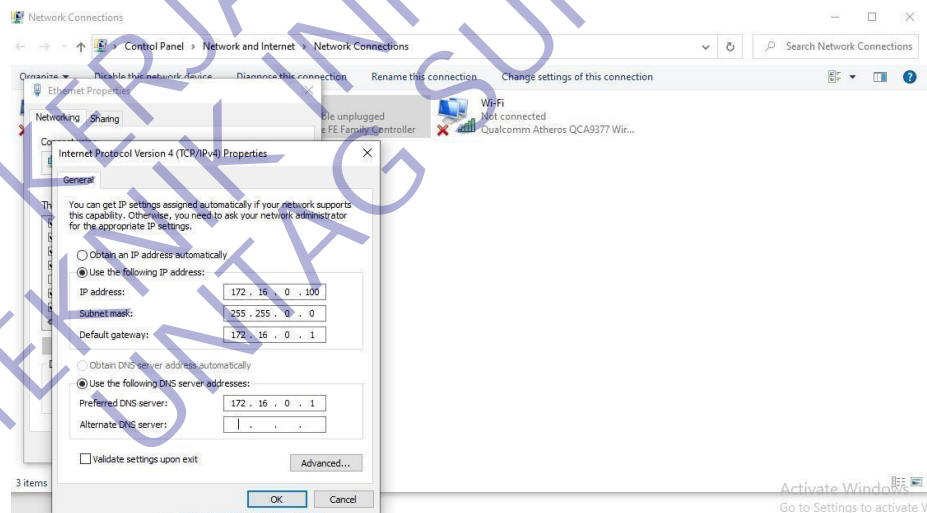 Network Connections
Control Panel > Network and Internet > Network Connections
Search Network Connections
Organize Disable this network device Diagnose this connection Rename this connection Change settings of this connection
Ethernet Properties
Networking Sharing
ble unplugged
e FE Family Controller
Wi-Fi
Not connected
Qualcomm Atheros QCA9377 Wir...
Internet Protocol Version 4 (TCP/IPv4) Properties
General
You can get IP settings assigned automatically if your network supports
this capability. Otherwise, you need to ask your network administrator
for the appropriate IP settings.
Obtain an IP address automatically
Use the following IP address:
IP address: 172 . 16 . 0 . 100
Subnet mask: 255 . 255 . 0 . 0
Default gateway: 172 . 16 . 0 . 1
Obtain DNS server address automatically
Use the following DNS server addresses:
Preferred DNS server: 172 . 16 . 0 . 1
Alternate DNS server: . . .
Validate settings upon exit
Advanced...
OK Cancel
3 items
Activate Windows
Go to Settings to activate W
UNTAG SUR